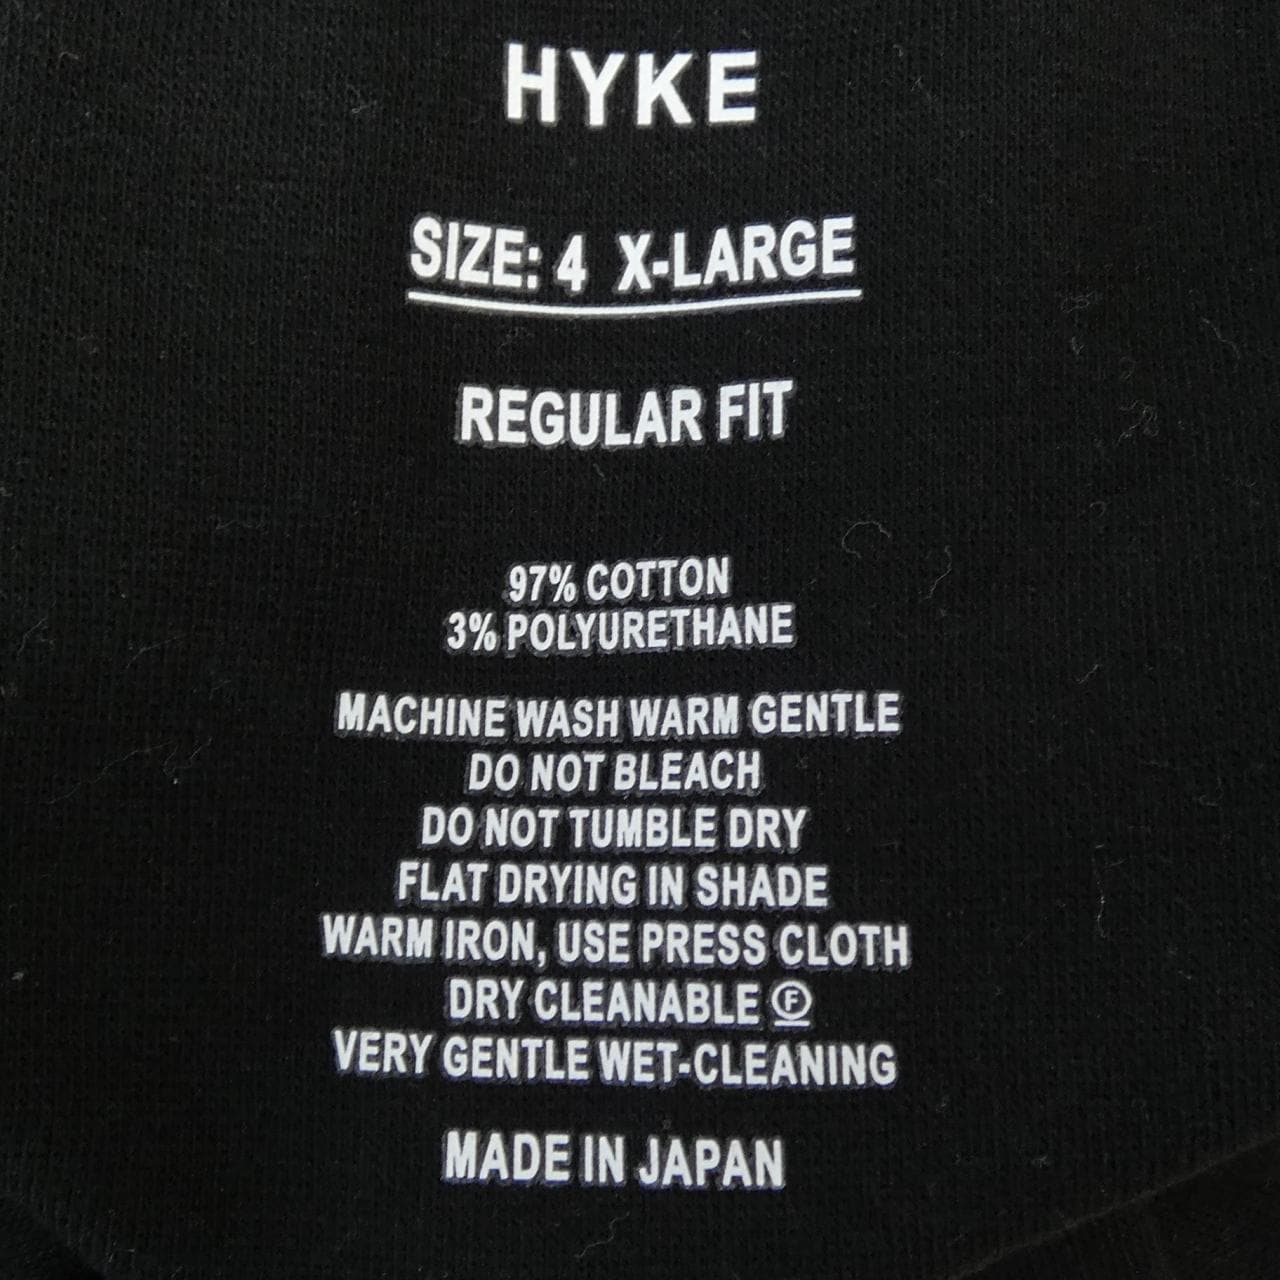 HYKE
SIZE: 4 X-LARGE
REGULAR FIT
97% COTTON
3% POLYURETHANE
MACHINE WASH WARM GENTLE
DO NOT BLEACH
DO NOT TUMBLE DRY
FLAT DRYING IN SHADE
WARM IRON, USE PRESS CLOTH
DRY CLEANABLE Ⓕ
VERY GENTLE WET-CLEANING
MADE IN JAPAN